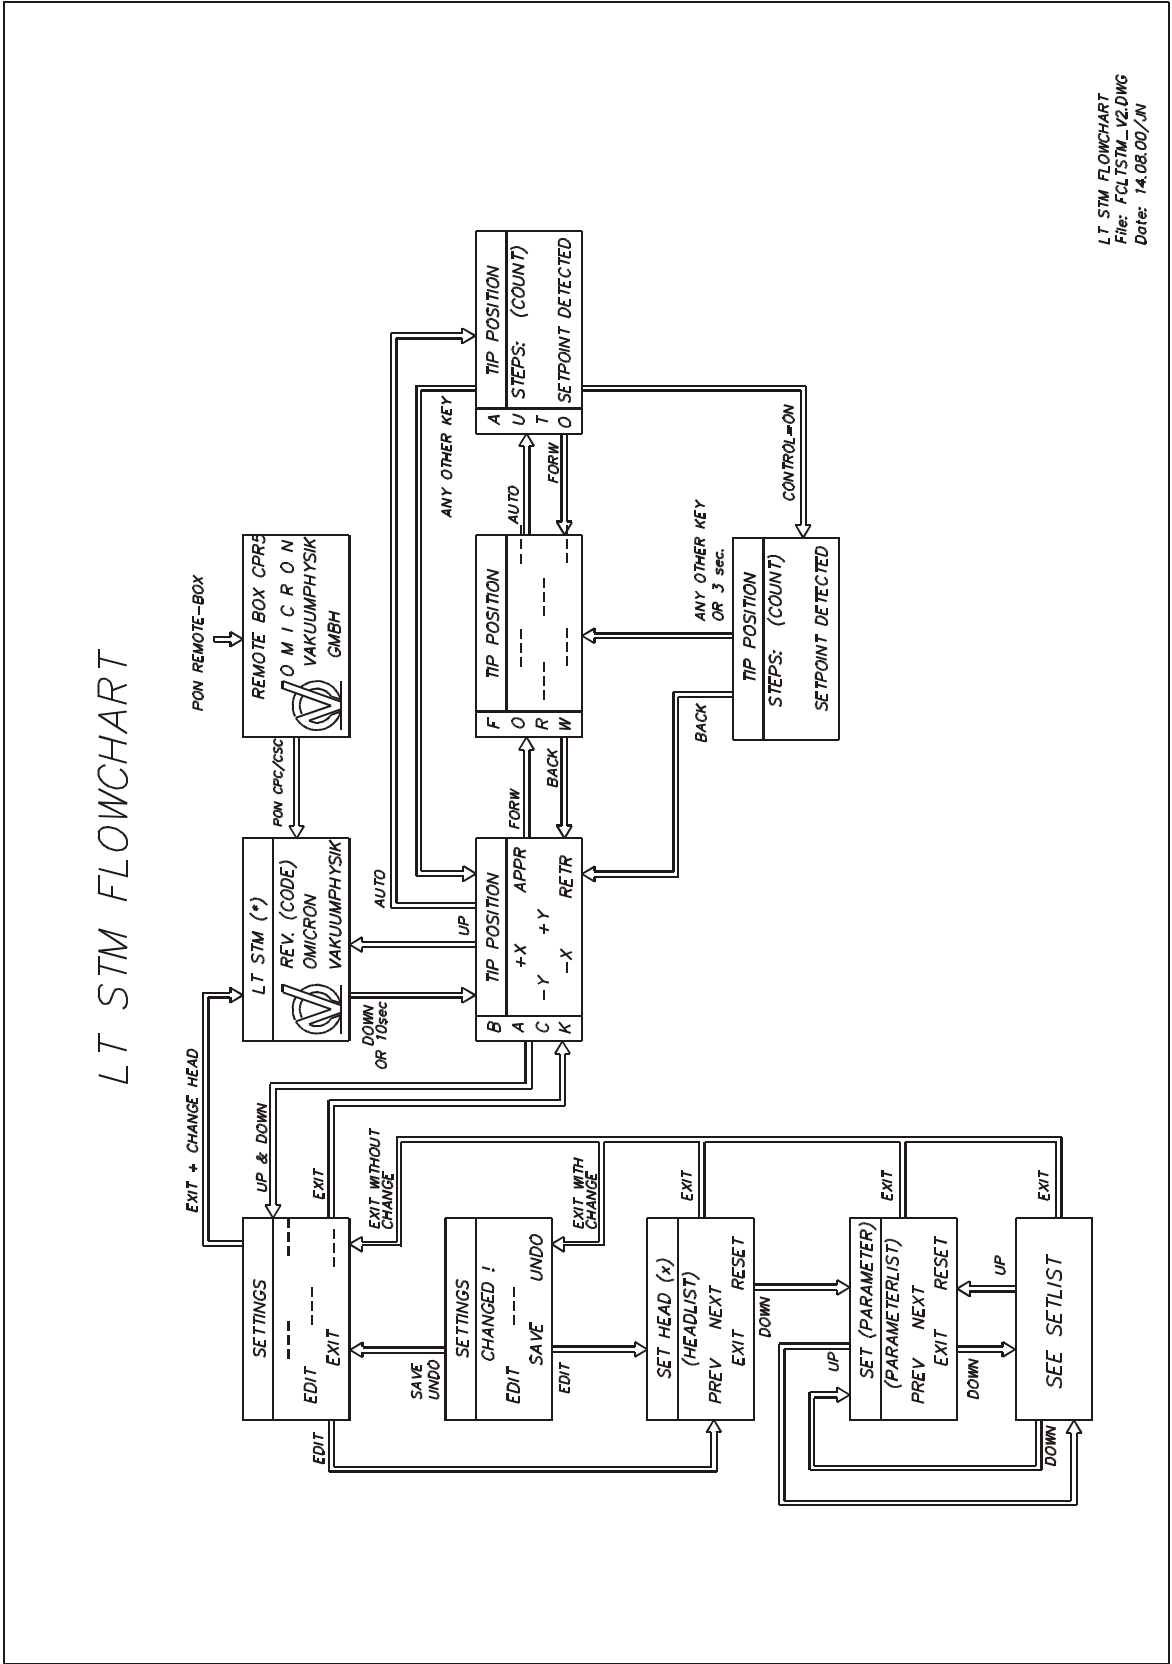 LT STM FLOWCHART
PON REMOTE-BOX
EXIT + CHANGE HEAD
SETTINGS
EDIT
EXIT
UP & DOWN
EXIT
LT STM (*)
REV. (CODE)
OMICRON
VAKUUMPHYSIK
PON CPC/CSC
REMOTE BOX CPR5
O M I C R O N
VAKUUMPHYSIK
GMBH
DOWN
OR 10sec
UP
AUTO
ANY OTHER KEY
EDIT
SAVE
UNDO
EXIT WITHOUT
CHANGE
SETTINGS
CHANGED !
EDIT
SAVE UNDO
EDIT
EXIT WITH
CHANGE
BACK
TIP POSITION
+X APPR
-Y +Y
-X RETR
FORW
BACK
FORW
TIP POSITION
AUTO
FORW
AUTO
TIP POSITION
STEPS: (COUNT)
SETPOINT DETECTED
SET HEAD (x)
(HEADLIST)
PREV NEXT
EXIT RESET
EXIT
DOWN
BACK
ANY OTHER KEY
OR 3 sec.
CONTROL=ON
TIP POSITION
STEPS: (COUNT)
SETPOINT DETECTED
UP
SET (PARAMETER)
(PARAMETERLIST)
PREV NEXT
EXIT RESET
EXIT
DOWN
UP
SEE SETLIST
EXIT
DOWN
LT STM FLOWCHART
File: FCLTSTM_V2.DWG
Date: 14.08.00/JN